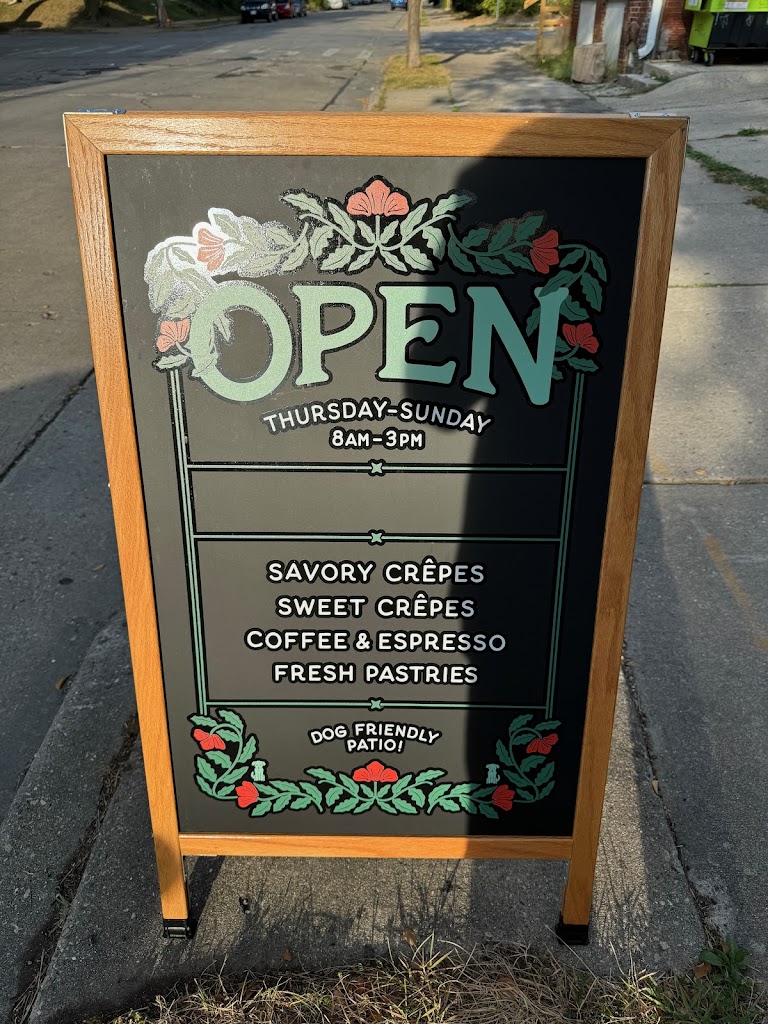 OPEN
THURSDAY-SUNDAY
8AM-3PM
SAVORY CRÊPES
SWEET CRÊPES
COFFEE & ESPRESSO
FRESH PASTRIES
DOG FRIENDLY
PATIO!